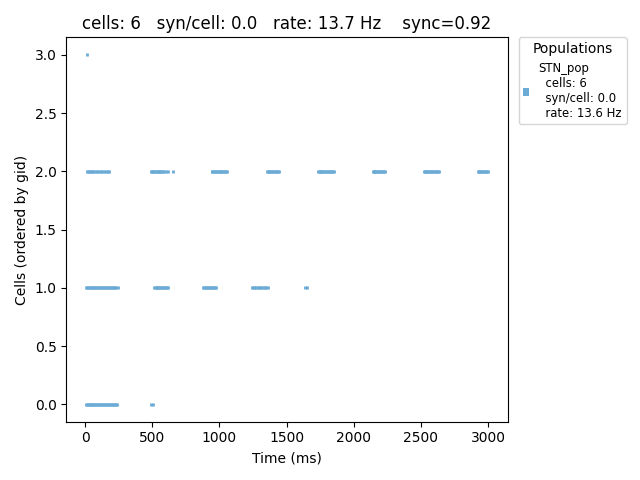 cells: 6   syn/cell: 0.0   rate: 13.7 Hz    sync=0.92
Populations
STN_pop
cells: 6
syn/cell: 0.0
rate: 13.6 Hz
Cells (ordered by gid)
3.0
2.5
2.0
1.5
1.0
0.5
0.0
0 500 1000 1500 2000 2500 3000
Time (ms)